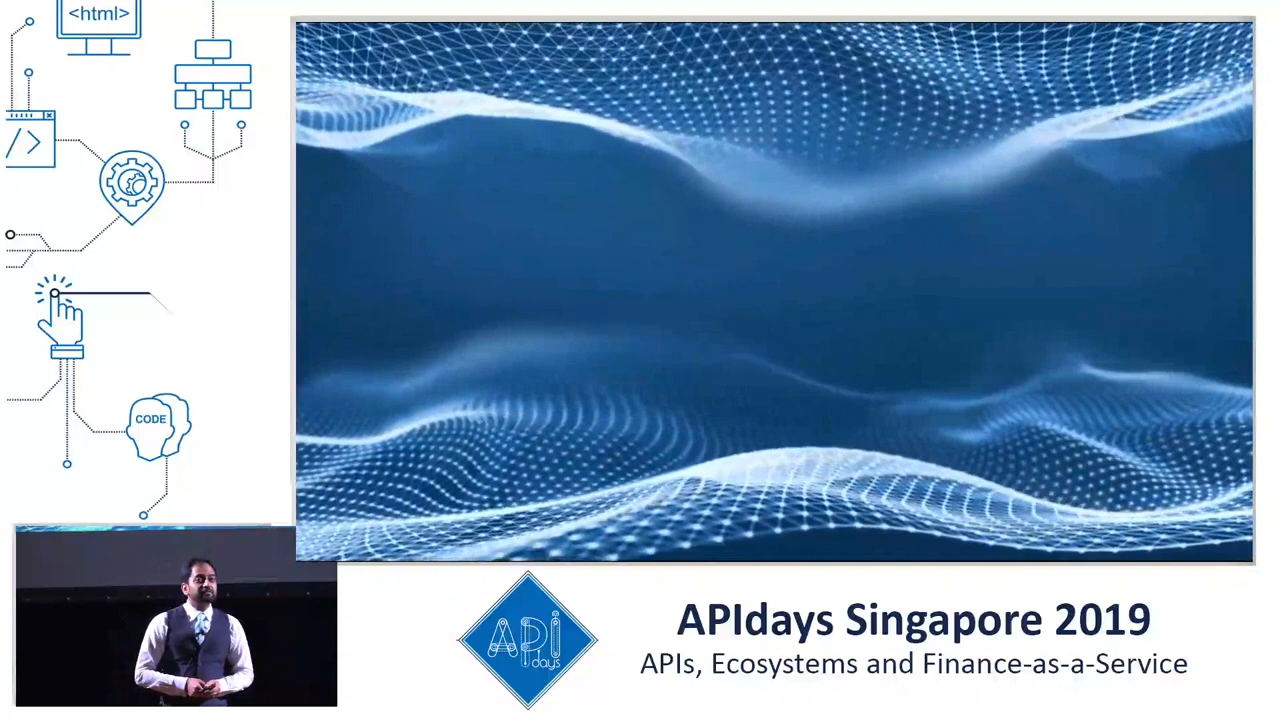 <html>
</>
CODE
API
days
APIdays Singapore 2019
APIs, Ecosystems and Finance-as-a-Service